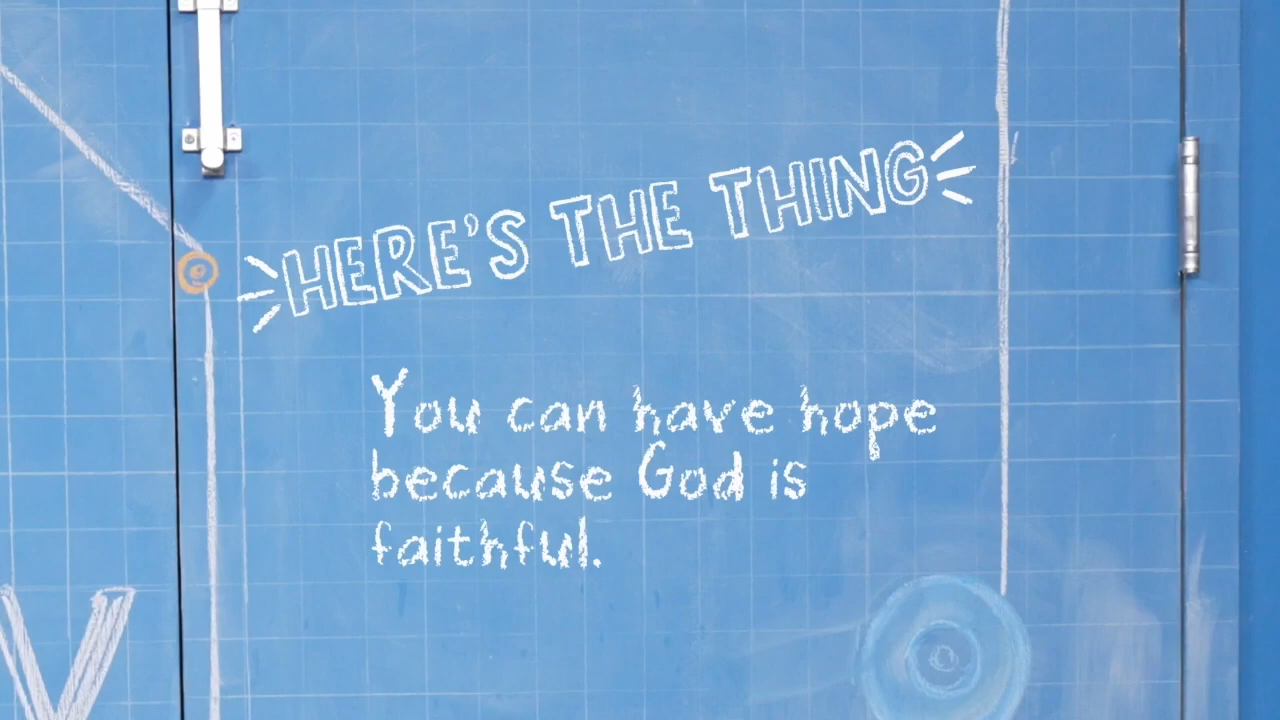 HERE'S THE THING
You can have hope
because God is
faithful.
V